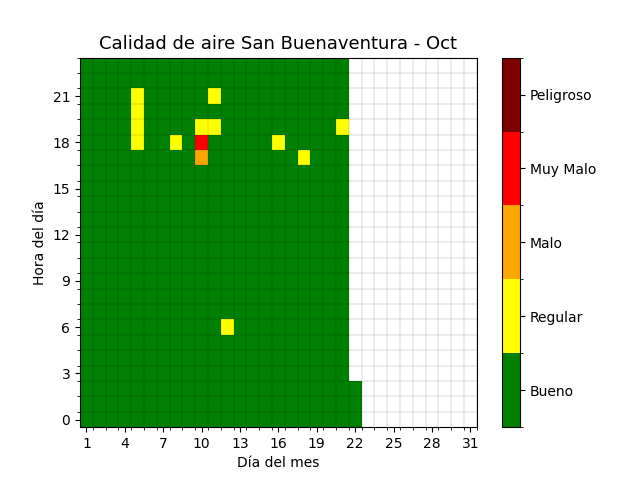 Calidad de aire San Buenaventura - Oct
Hora del día
21
18
15
12
9
6
3
0
1 4 7 10 13 16 19 22 25 28 31
Día del mes
Peligroso
Muy Malo
Malo
Regular
Bueno